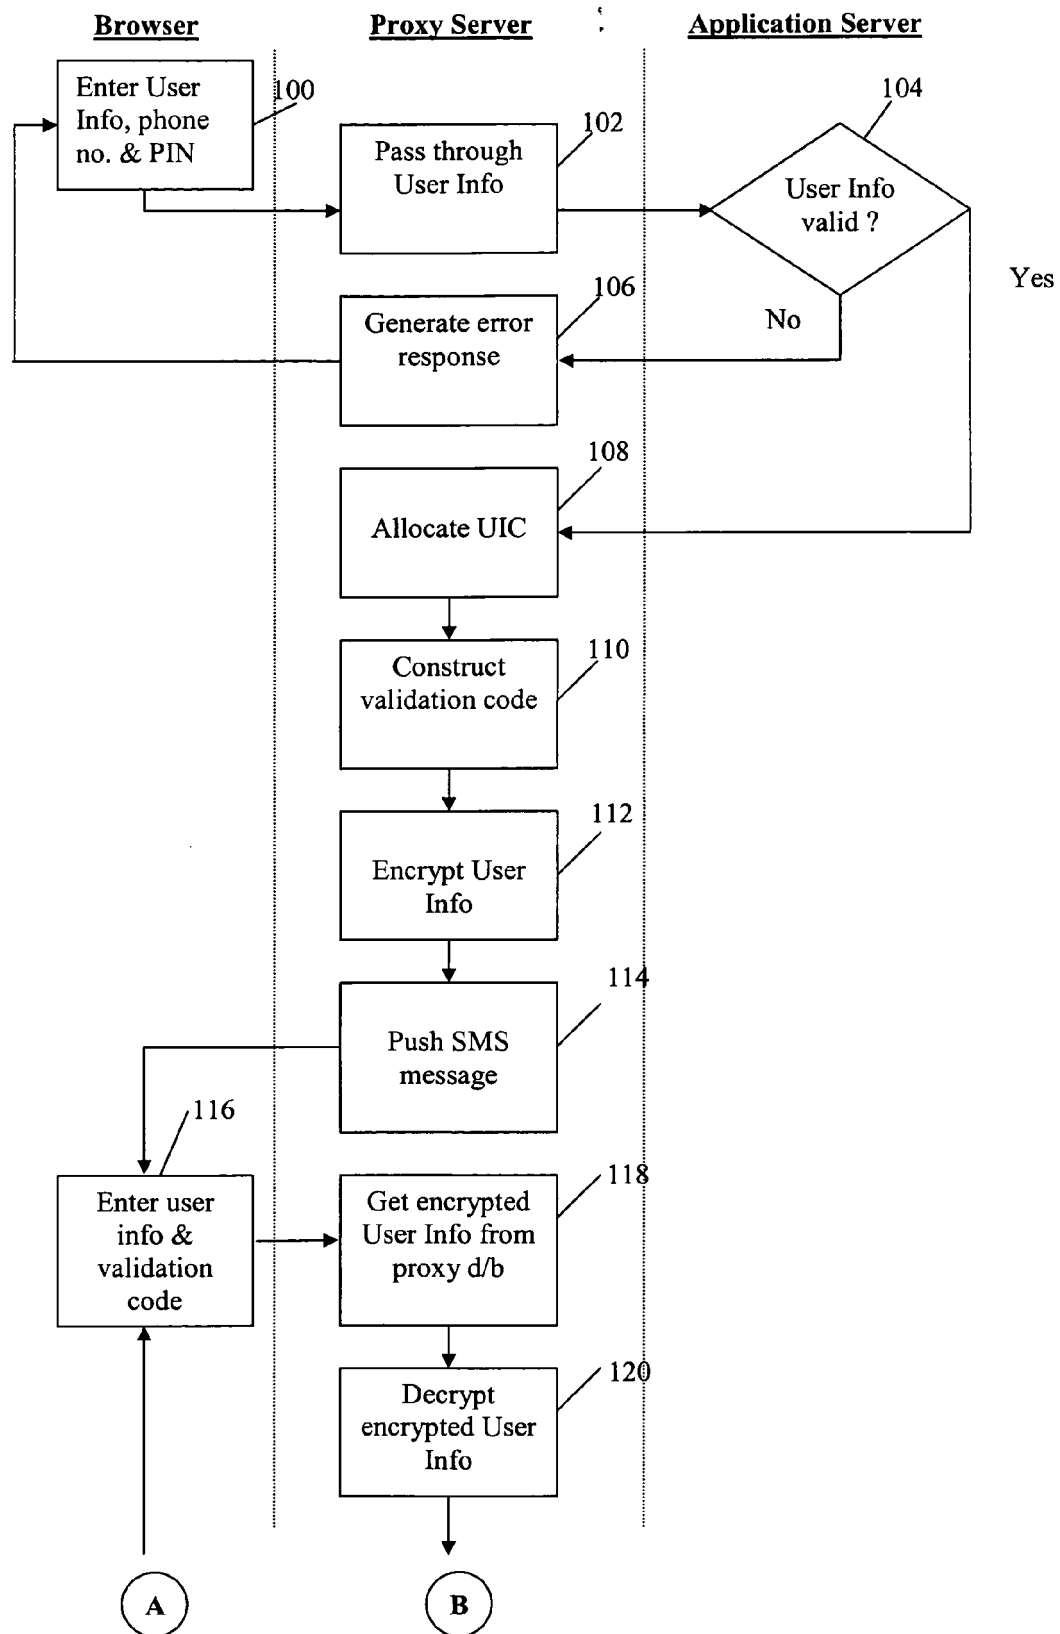 Browser
Proxy Server
Application Server
Enter User
Info, phone
no. & PIN
100
Pass through
User Info
102
User Info
valid ?
104
Yes
No
Generate error
response
106
Allocate UIC
108
Construct
validation code
110
Encrypt User
Info
112
Push SMS
message
114
116
Enter user
info &
validation
code
Get encrypted
User Info from
proxy d/b
118
Decrypt
encrypted User
Info
120
A
B